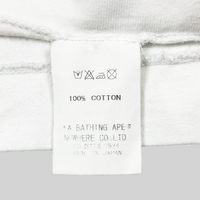 100% COTTON
"A BATHING APE"
NOWHERE CO.LTD
MADE IN JAPAN